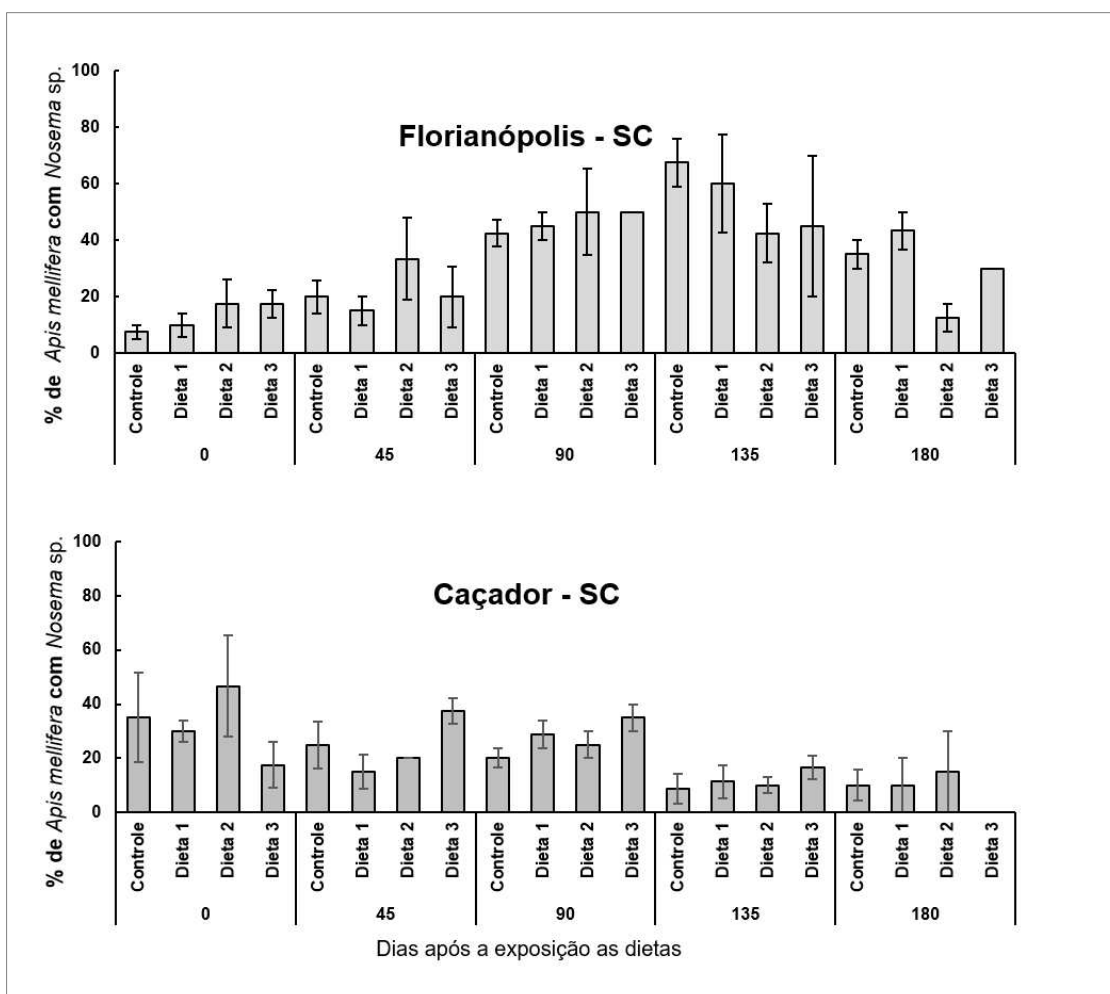 % de Apis mellifera com Nosema sp.
100
80
60
40
20
0
Florianópolis - SC
Controle Dieta 1 Dieta 2 Dieta 3 Controle Dieta 1 Dieta 2 Dieta 3 Controle Dieta 1 Dieta 2 Dieta 3 Controle Dieta 1 Dieta 2 Dieta 3 Controle Dieta 1 Dieta 2 Dieta 3
0 45 90 135 180
% de Apis mellifera com Nosema sp.
100
80
60
40
20
0
Caçador - SC
Controle Dieta 1 Dieta 2 Dieta 3 Controle Dieta 1 Dieta 2 Dieta 3 Controle Dieta 1 Dieta 2 Dieta 3 Controle Dieta 1 Dieta 2 Dieta 3 Controle Dieta 1 Dieta 2 Dieta 3
0 45 90 135 180
Dias após a exposição as dietas